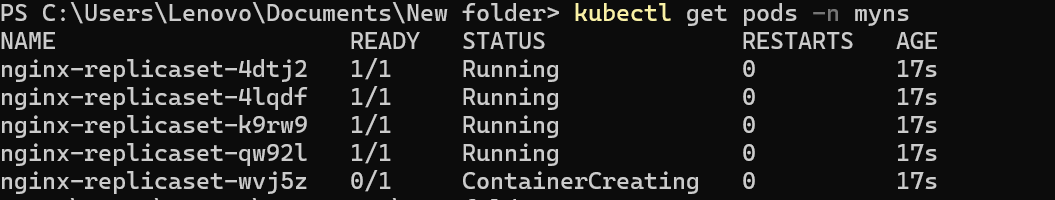 PS C:\Users\Lenovo\Documents\New folder> kubectl get pods -n myns
NAME READY STATUS RESTARTS AGE
nginx-replicaset-4dtj2 1/1 Running 0 17s
nginx-replicaset-4lqdf 1/1 Running 0 17s
nginx-replicaset-k9rw9 1/1 Running 0 17s
nginx-replicaset-qw92l 1/1 Running 0 17s
nginx-replicaset-wvj5z 0/1 ContainerCreating 0 17s